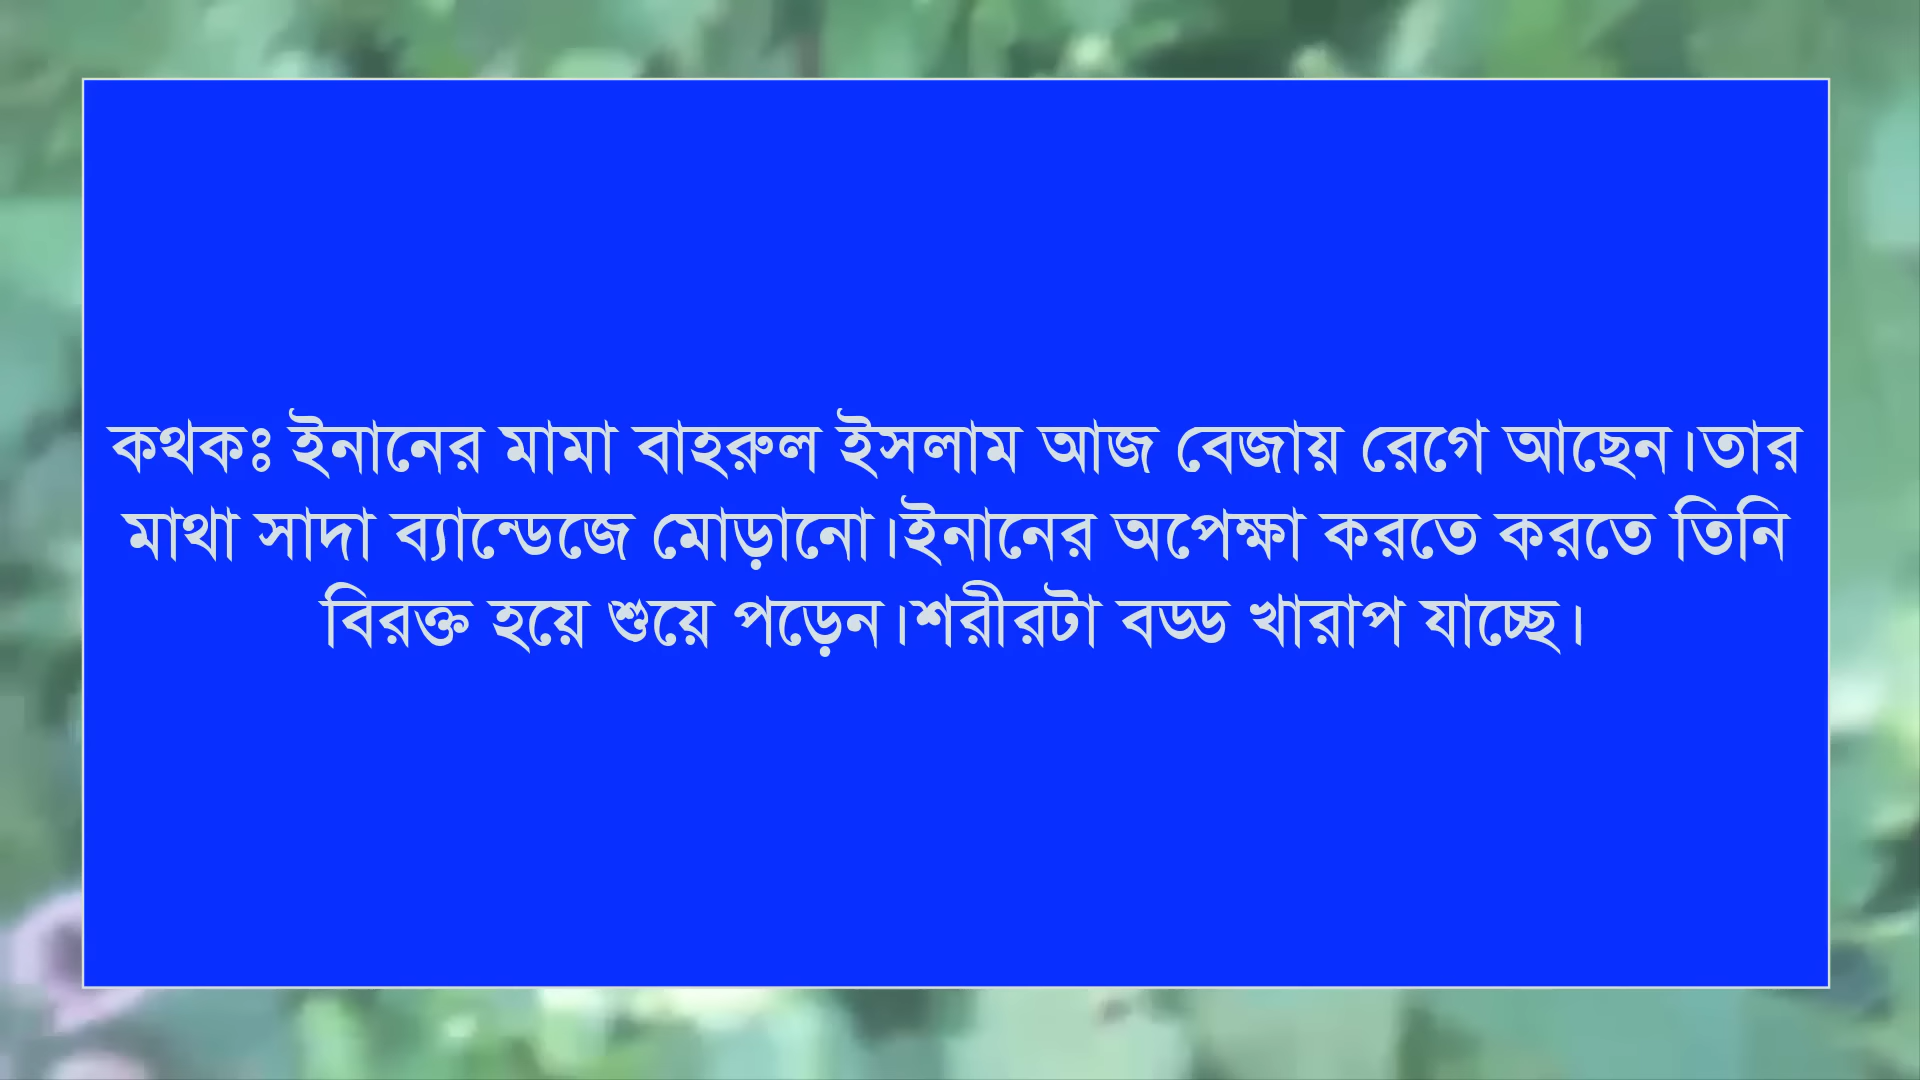 কথকঃ ইনানের মামা বাহরুল ইসলাম আজ বেজায় রেগে আছেন।তার
মাথা সাদা ব্যান্ডেজে মোড়ানো।ইনানের অপেক্ষা করতে করতে তিনি
বিরক্ত হয়ে শুয়ে পড়েন।শরীরটা বড্ড খারাপ যাচ্ছে।